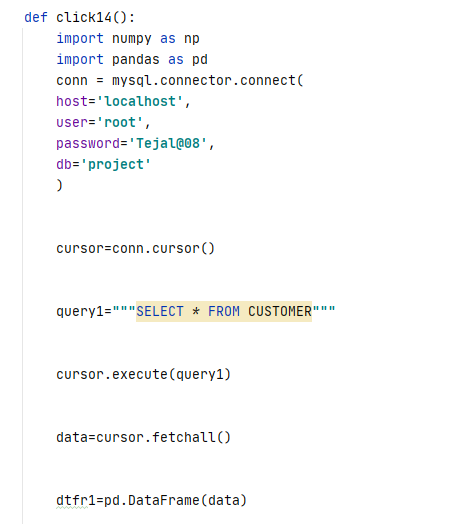 def click14():
    import numpy as np
    import pandas as pd
    conn = mysql.connector.connect(
    host='localhost',
    user='root',
    password='Tejal@08',
    db='project'
    )
    cursor=conn.cursor()
    query1="""SELECT * FROM CUSTOMER"""
    cursor.execute(query1)
    data=cursor.fetchall()
    dtfr1=pd.DataFrame(data)